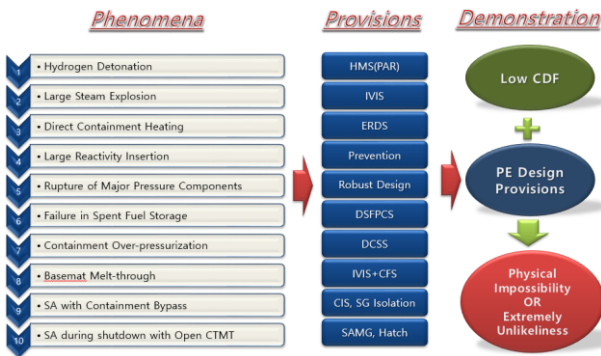 Phenomena
Provisions
Demonstration
1 • Hydrogen Detonation
2 • Large Steam Explosion
3 • Direct Containment Heating
4 • Large Reactivity Insertion
5 • Rupture of Major Pressure Components
6 • Failure in Spent Fuel Storage
7 • Containment Over-pressurization
8 • Basemat Melt-through
9 • SA with Containment Bypass
10 • SA during shutdown with Open CTMT
HMS(PAR)
IVIS
ERDS
Prevention
Robust Design
DSFPCS
DCSS
IVIS+CFS
CIS, SG Isolation
SAMG, Hatch
Low CDF
PE Design
Provisions
Physical
Impossibility
OR
Extremely
Unlikeliness